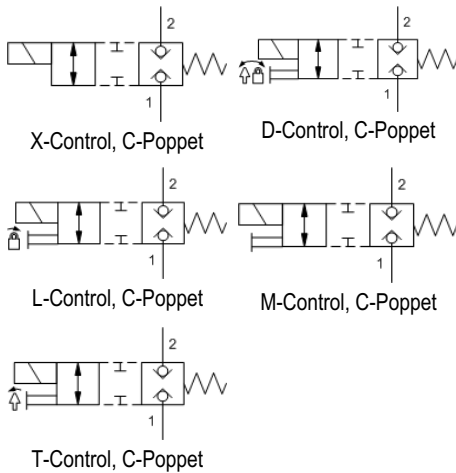 2
1
X-Control, C-Poppet
2
1
D-Control, C-Poppet
2
1
L-Control, C-Poppet
2
1
M-Control, C-Poppet
2
1
T-Control, C-Poppet